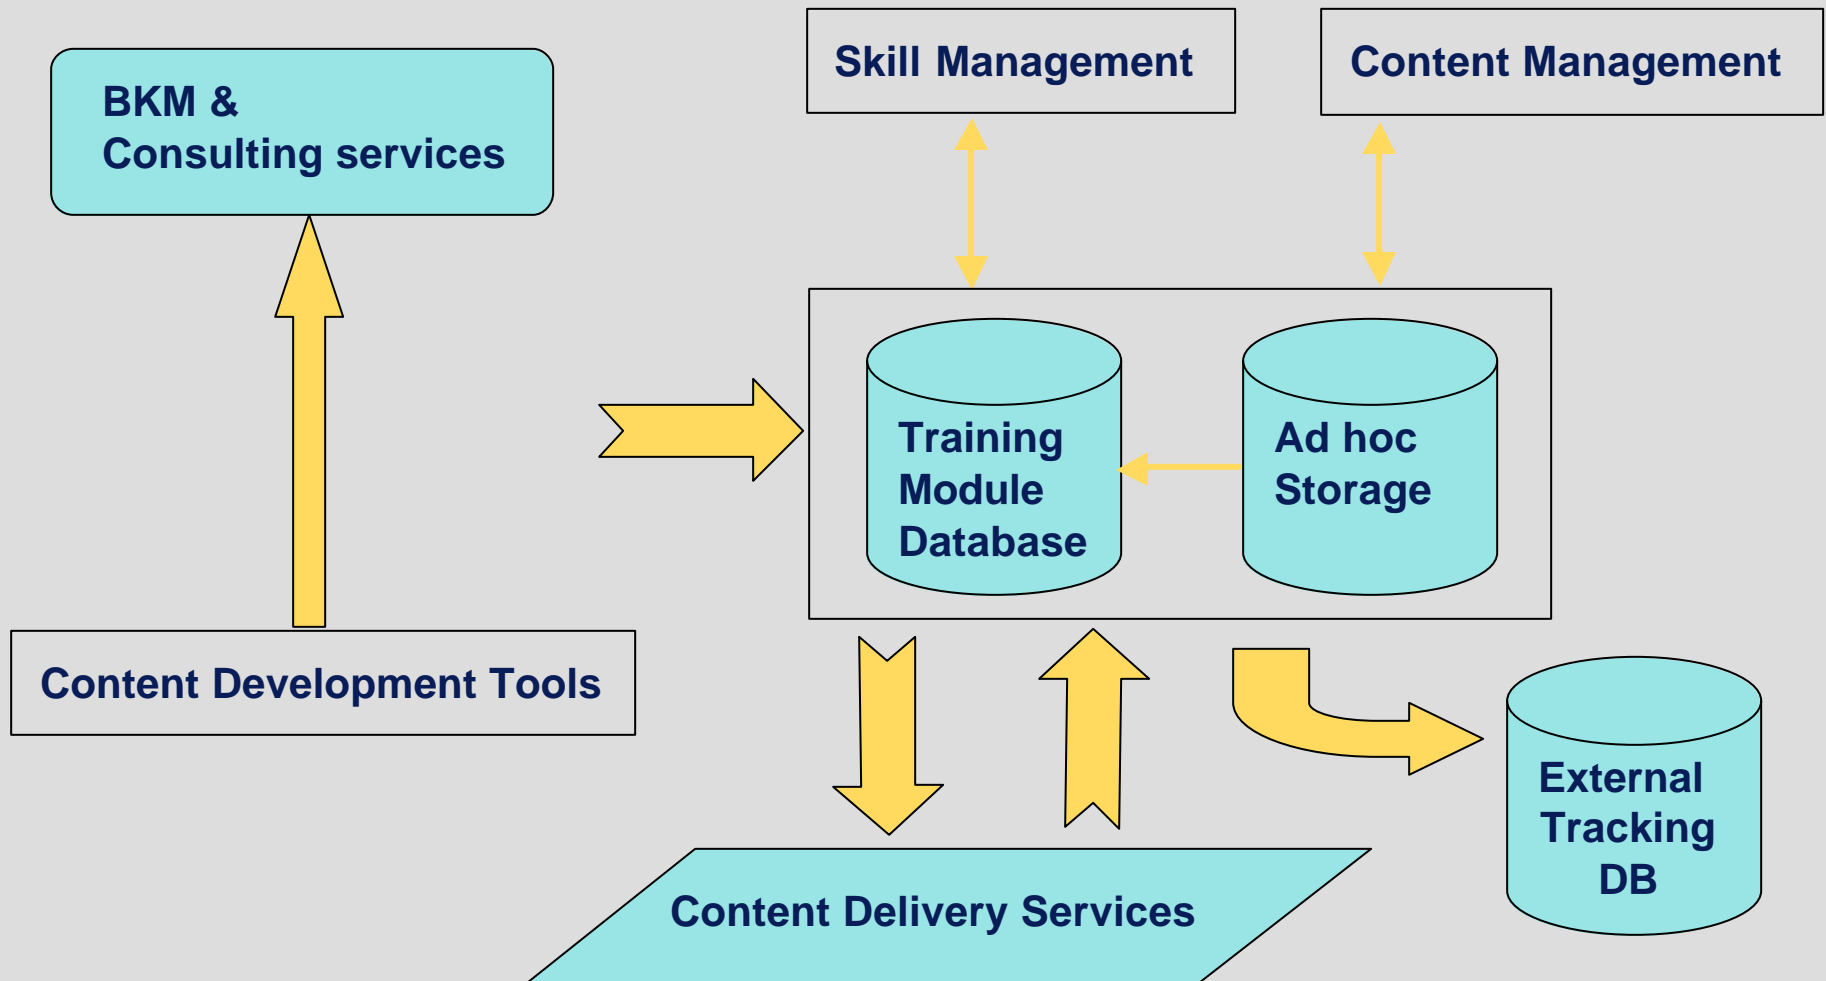 BKM &
Consulting services
Skill Management
Content Management
Training
Module
Database
Ad hoc
Storage
Content Development Tools
External
Tracking
DB
Content Delivery Services